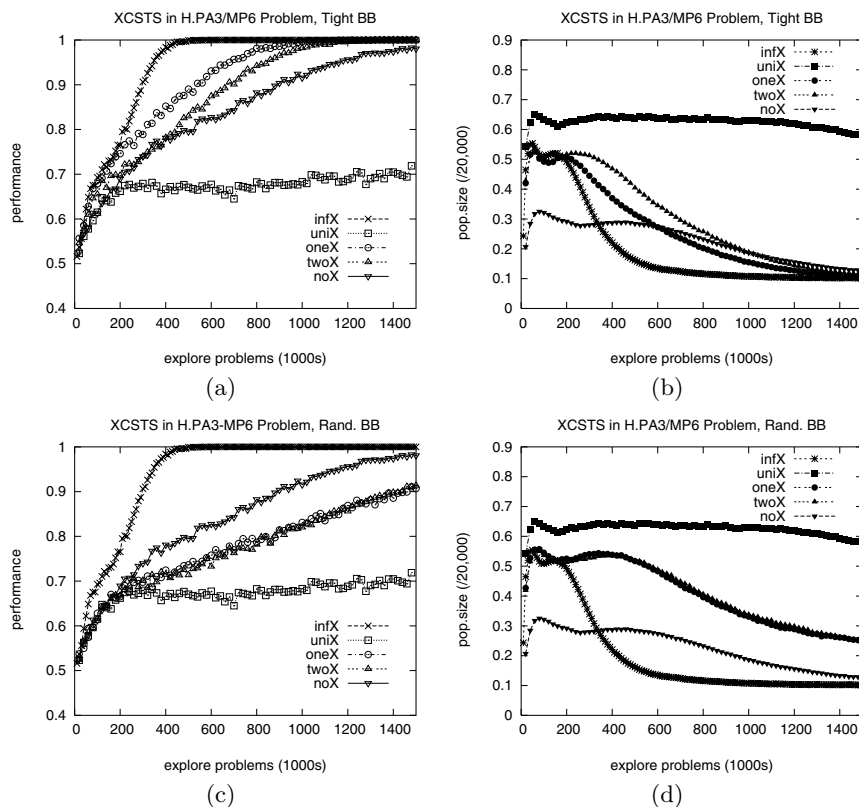 XCSTS in H.PA3/MP6 Problem, Tight BB
1
0.9
0.8
0.7
0.6
0.5
0.4
performance
infX
uniX
oneX
twoX
noX
0 200 400 600 800 1000 1200 1400
explore problems (1000s)
(a)
XCSTS in H.PA3/MP6 Problem, Tight BB
0.9
0.8
0.7
0.6
0.5
0.4
0.3
0.2
0.1
0
pop.size (/20,000)
infX
uniX
oneX
twoX
noX
0 200 400 600 800 1000 1200 1400
explore problems (1000s)
(b)
XCSTS in H.PA3-MP6 Problem, Rand. BB
1
0.9
0.8
0.7
0.6
0.5
0.4
performance
infX
uniX
oneX
twoX
noX
0 200 400 600 800 1000 1200 1400
explore problems (1000s)
(c)
XCSTS in H.PA3/MP6 Problem, Rand. BB
0.9
0.8
0.7
0.6
0.5
0.4
0.3
0.2
0.1
0
pop.size (/20,000)
infX
uniX
oneX
twoX
noX
0 200 400 600 800 1000 1200 1400
explore problems (1000s)
(d)